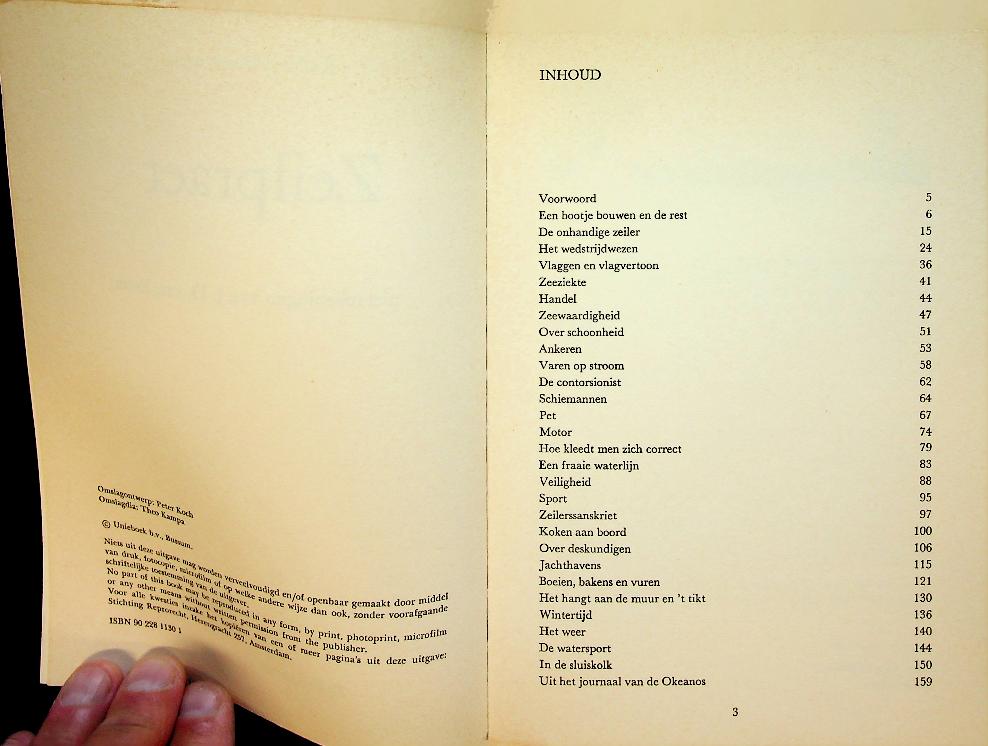 Omslagontwerp: Peter Koch
Omslagdia: Theo Kampa
© Unieboek b.v., Bussum.
Niets uit deze uitgave mag worden verveelvoudigd en/of openbaar gemaakt door middel
van druk, fotocopie, microfilm of op welke andere wijze dan ook, zonder voorafgaande
schriftelijke toestemming van de uitgever.
No part of this book may be reproduced in any form, by print, photoprint, microfilm
or any other means without written permission from the publisher.
Voor alle kwesties inzake het kopiëren van een of meer pagina's uit deze uitgave:
Stichting Reprorecht, Herengracht 257, Amsterdam.
ISBN 90 228 1130 1
INHOUD
Voorwoord 5
Een bootje bouwen en de rest 6
De onhandige zeiler 15
Het wedstrijdwezen 24
Vlaggen en vlagvertoon 36
Zeeziekte 41
Handel 44
Zeewaardigheid 47
Over schoonheid 51
Ankeren 53
Varen op stroom 58
De contorsionist 62
Schiemannen 64
Pet 67
Motor 74
Hoe kleedt men zich correct 79
Een fraaie waterlijn 83
Veiligheid 88
Sport 95
Zeilerssanskriet 97
Koken aan boord 100
Over deskundigen 106
Jachthavens 115
Boeien, bakens en vuren 121
Het hangt aan de muur en 't tikt 130
Wintertijd 136
Het weer 140
De watersport 144
In de sluiskolk 150
Uit het journaal van de Okeanos 159
3